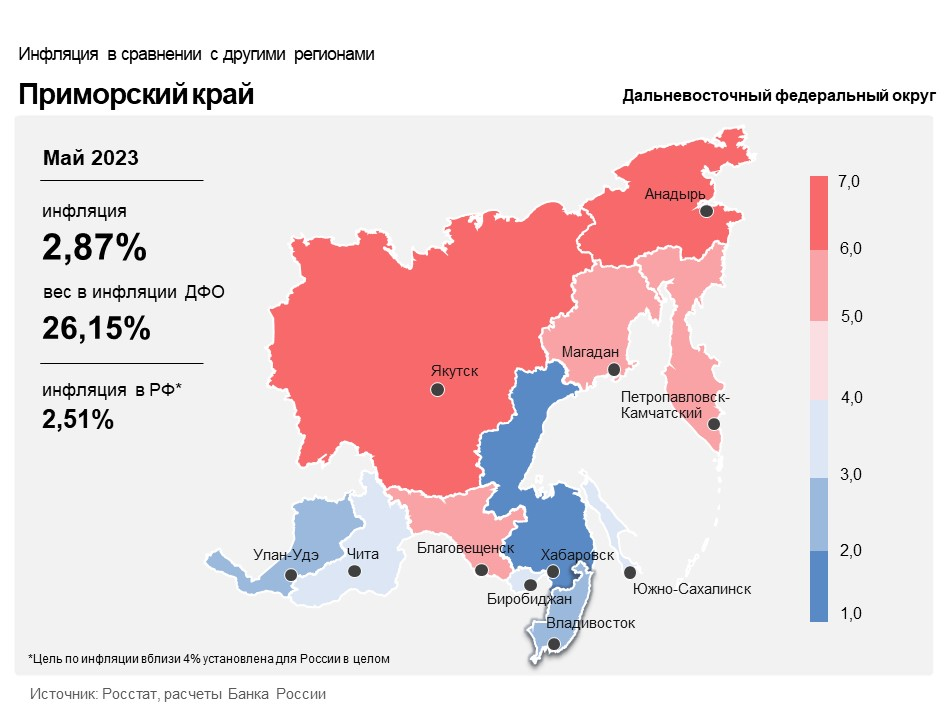 Инфляция в сравнении с другими регионами
Приморский край
Дальневосточный федеральный округ
Май 2023
инфляция
2,87%
вес в инфляции ДФО
26,15%
инфляция в РФ*
2,51%
Анадырь
Якутск
Магадан
Петропавловск-
Камчатский
Улан-Удэ
Чита
Благовещенск
Хабаровск
Биробиджан
Южно-Сахалинск
Владивосток
7,0
6,0
5,0
4,0
3,0
2,0
1,0
*Цель по инфляции вблизи 4% установлена для России в целом
Источник: Росстат, расчеты Банка России